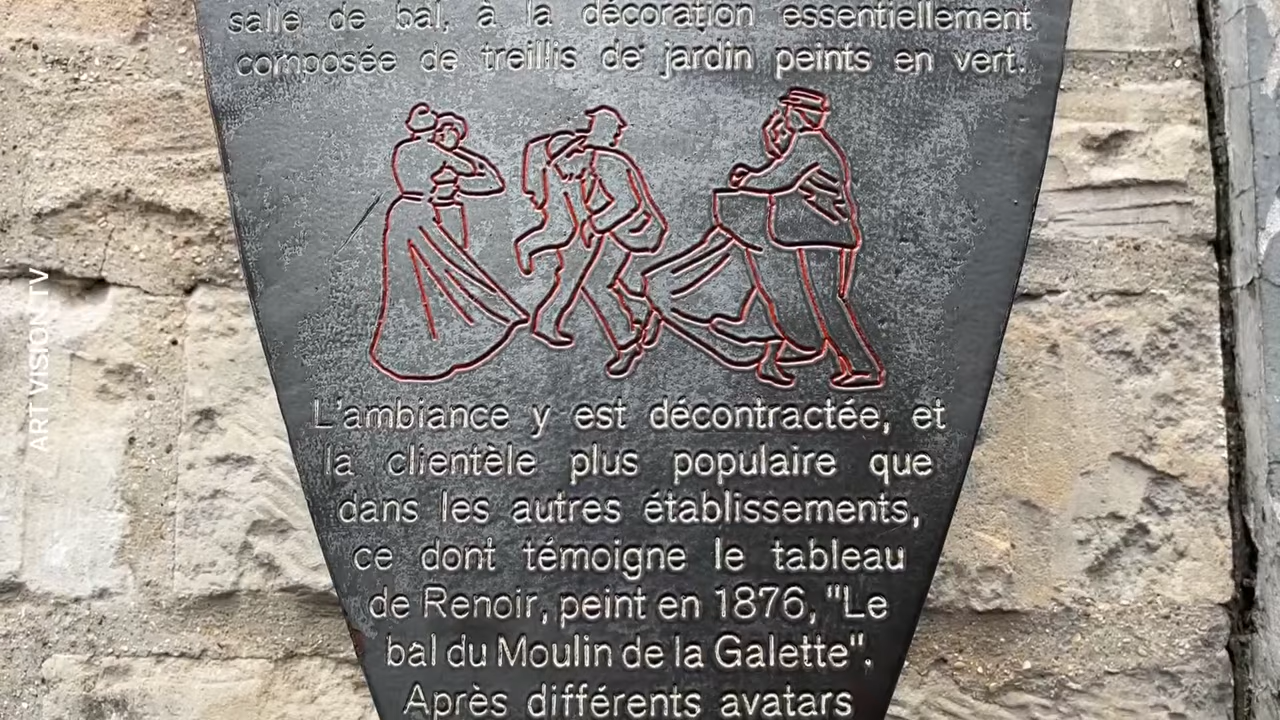 salle de bal, à la décoration essentiellement
composée de treillis de jardin peints en vert.
L'ambiance y est décontractée, et
la clientèle plus populaire que
dans les autres établissements,
ce dont témoigne le tableau
de Renoir, peint en 1876, "Le
bal du Moulin de la Galette".
Après différents avatars
ART VISION TV